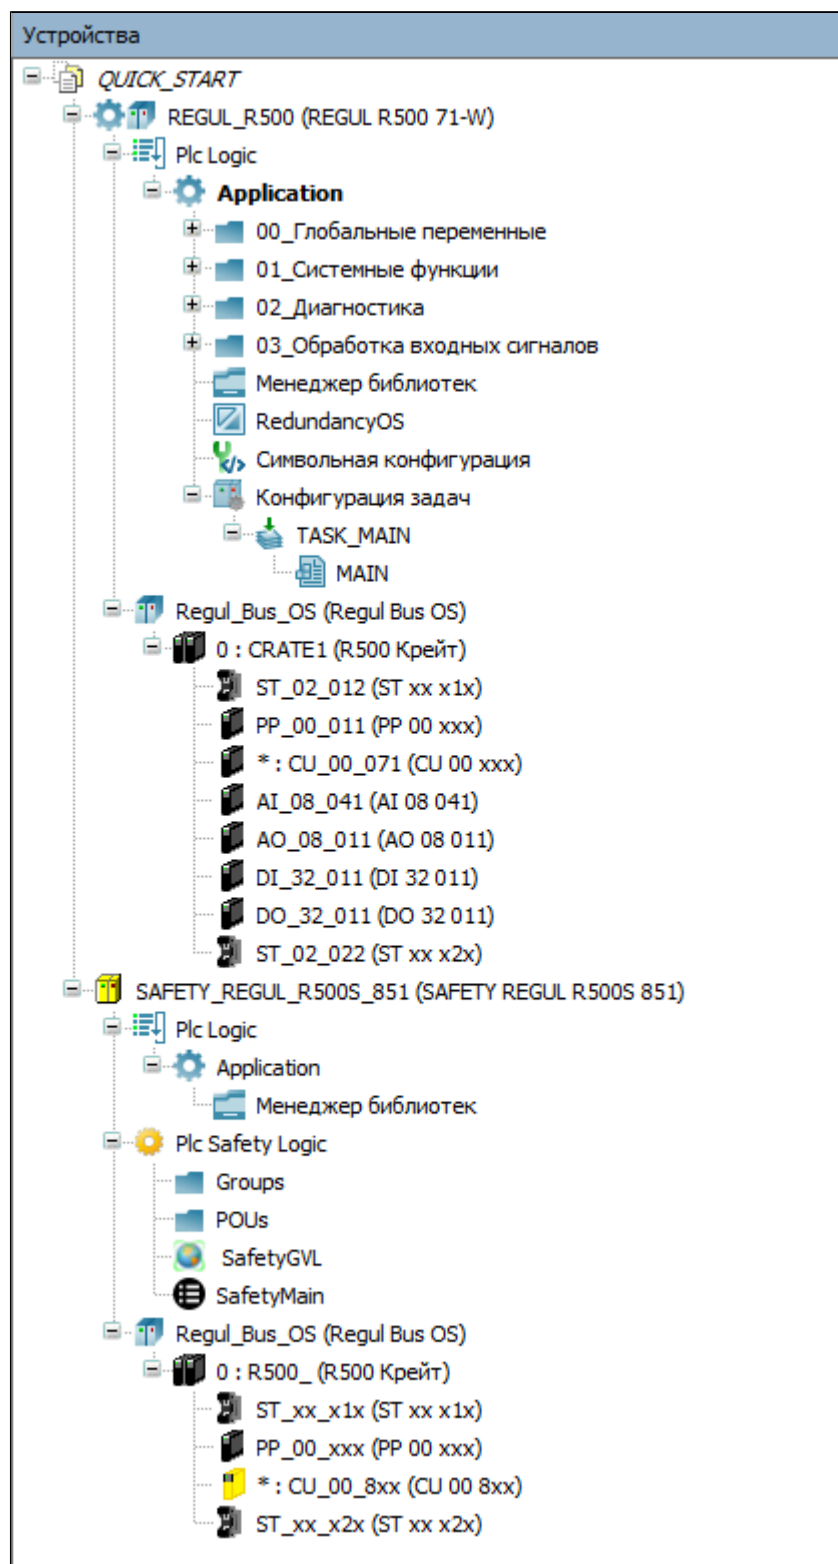 Устройства
QUICK_START
REGUL_R500 (REGUL R500 71-W)
Plc Logic
Application
00_Глобальные переменные
01_Системные функции
02_Диагностика
03_Обработка входных сигналов
Менеджер библиотек
RedundancyOS
Символьная конфигурация
Конфигурация задач
TASK_MAIN
MAIN
Regul_Bus_OS (Regul Bus OS)
0 : CRATE1 (R500 Крейт)
ST_02_012 (ST xx x1x)
PP_00_011 (PP 00 xxx)
* : CU_00_071 (CU 00 xxx)
AI_08_041 (AI 08 041)
AO_08_011 (AO 08 011)
DI_32_011 (DI 32 011)
DO_32_011 (DO 32 011)
ST_02_022 (ST xx x2x)
SAFETY_REGUL_R500S_851 (SAFETY REGUL R500S 851)
Plc Logic
Application
Менеджер библиотек
Plc Safety Logic
Groups
POUs
SafetyGVL
SafetyMain
Regul_Bus_OS (Regul Bus OS)
0 : R500_ (R500 Крейт)
ST_xx_x1x (ST xx x1x)
PP_00_xxx (PP 00 xxx)
* : CU_00_8xx (CU 00 8xx)
ST_xx_x2x (ST xx x2x)